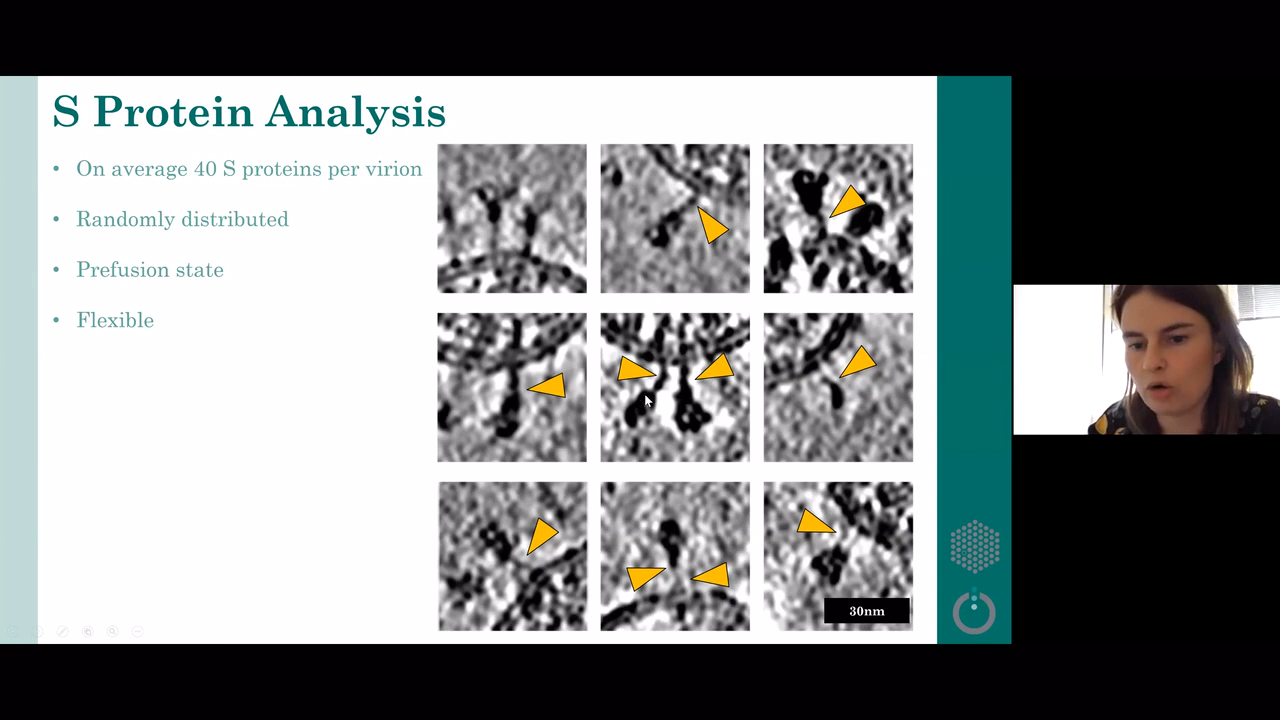 S Protein Analysis
• On average 40 S proteins per virion
• Randomly distributed
• Prefusion state
• Flexible
30nm